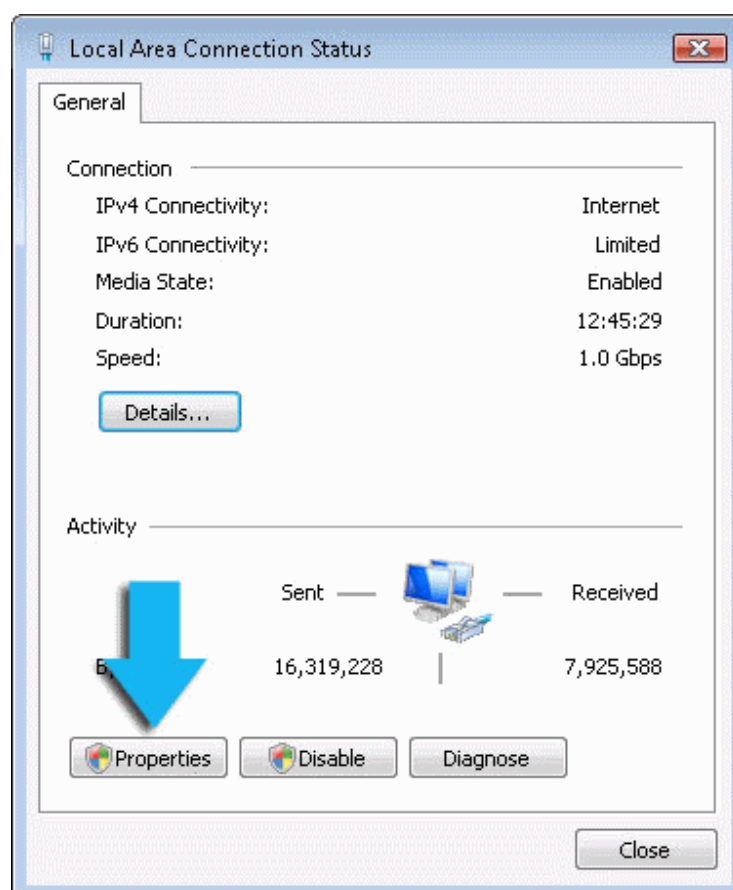 Local Area Connection Status
General
Connection
IPv4 Connectivity: Internet
IPv6 Connectivity: Limited
Media State: Enabled
Duration: 12:45:29
Speed: 1.0 Gbps
Details...
Activity
Sent Received
16,319,228 7,925,588
Properties Disable Diagnose
Close